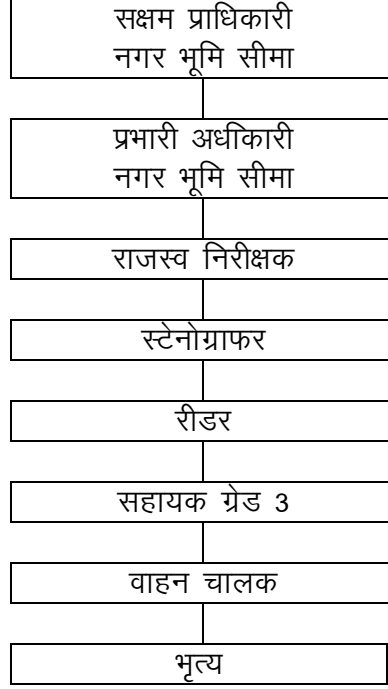 सक्षम प्राधिकारी
नगर भूमि सीमा
प्रभारी अधीकारी
नगर भूमि सीमा
राजस्व निरीक्षक
स्टेनोग्राफर
रीडर
सहायक ग्रेड 3
वाहन चालक
भृत्य